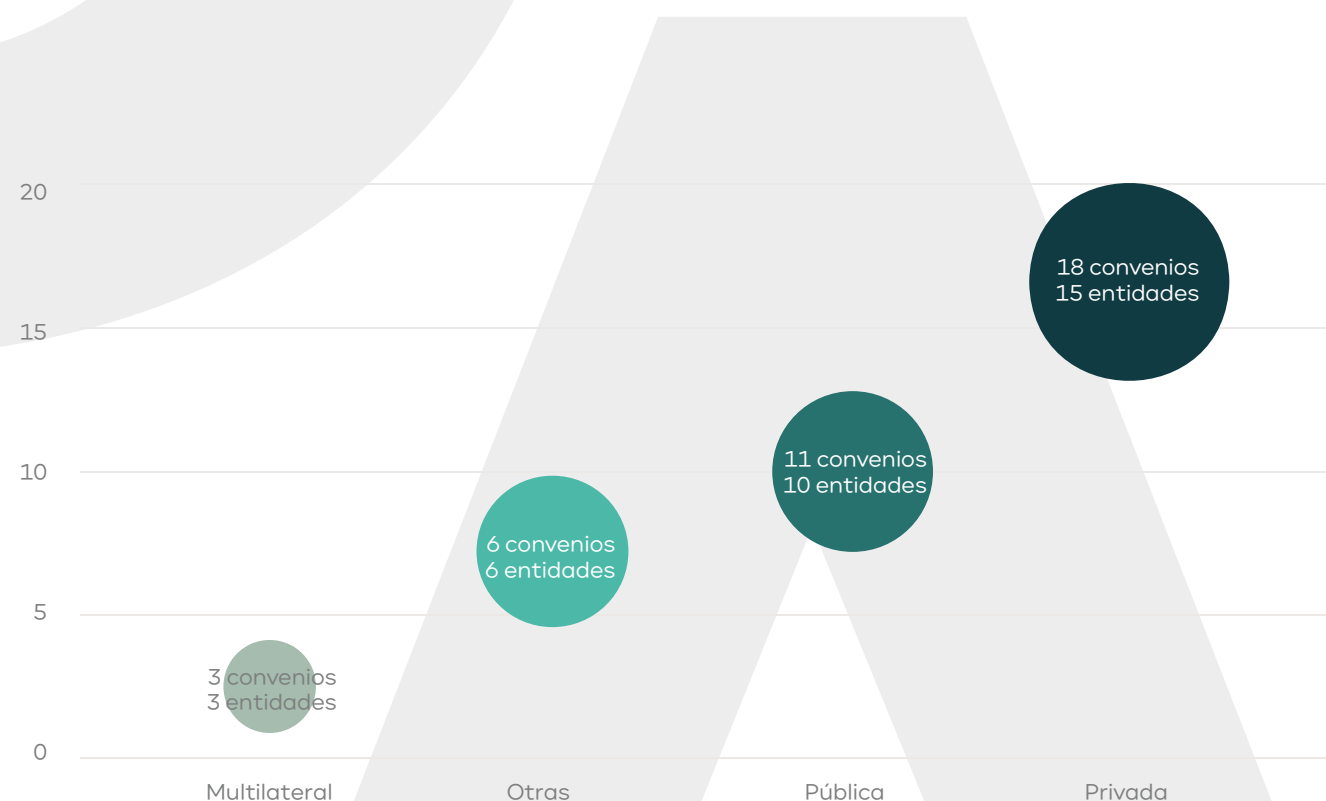 20
18 convenios
15 entidades
15
11 convenios
10 entidades
10
6 convenios
6 entidades
5
3 convenios
3 entidades
0
Multilateral
Otras
Pública
Privada